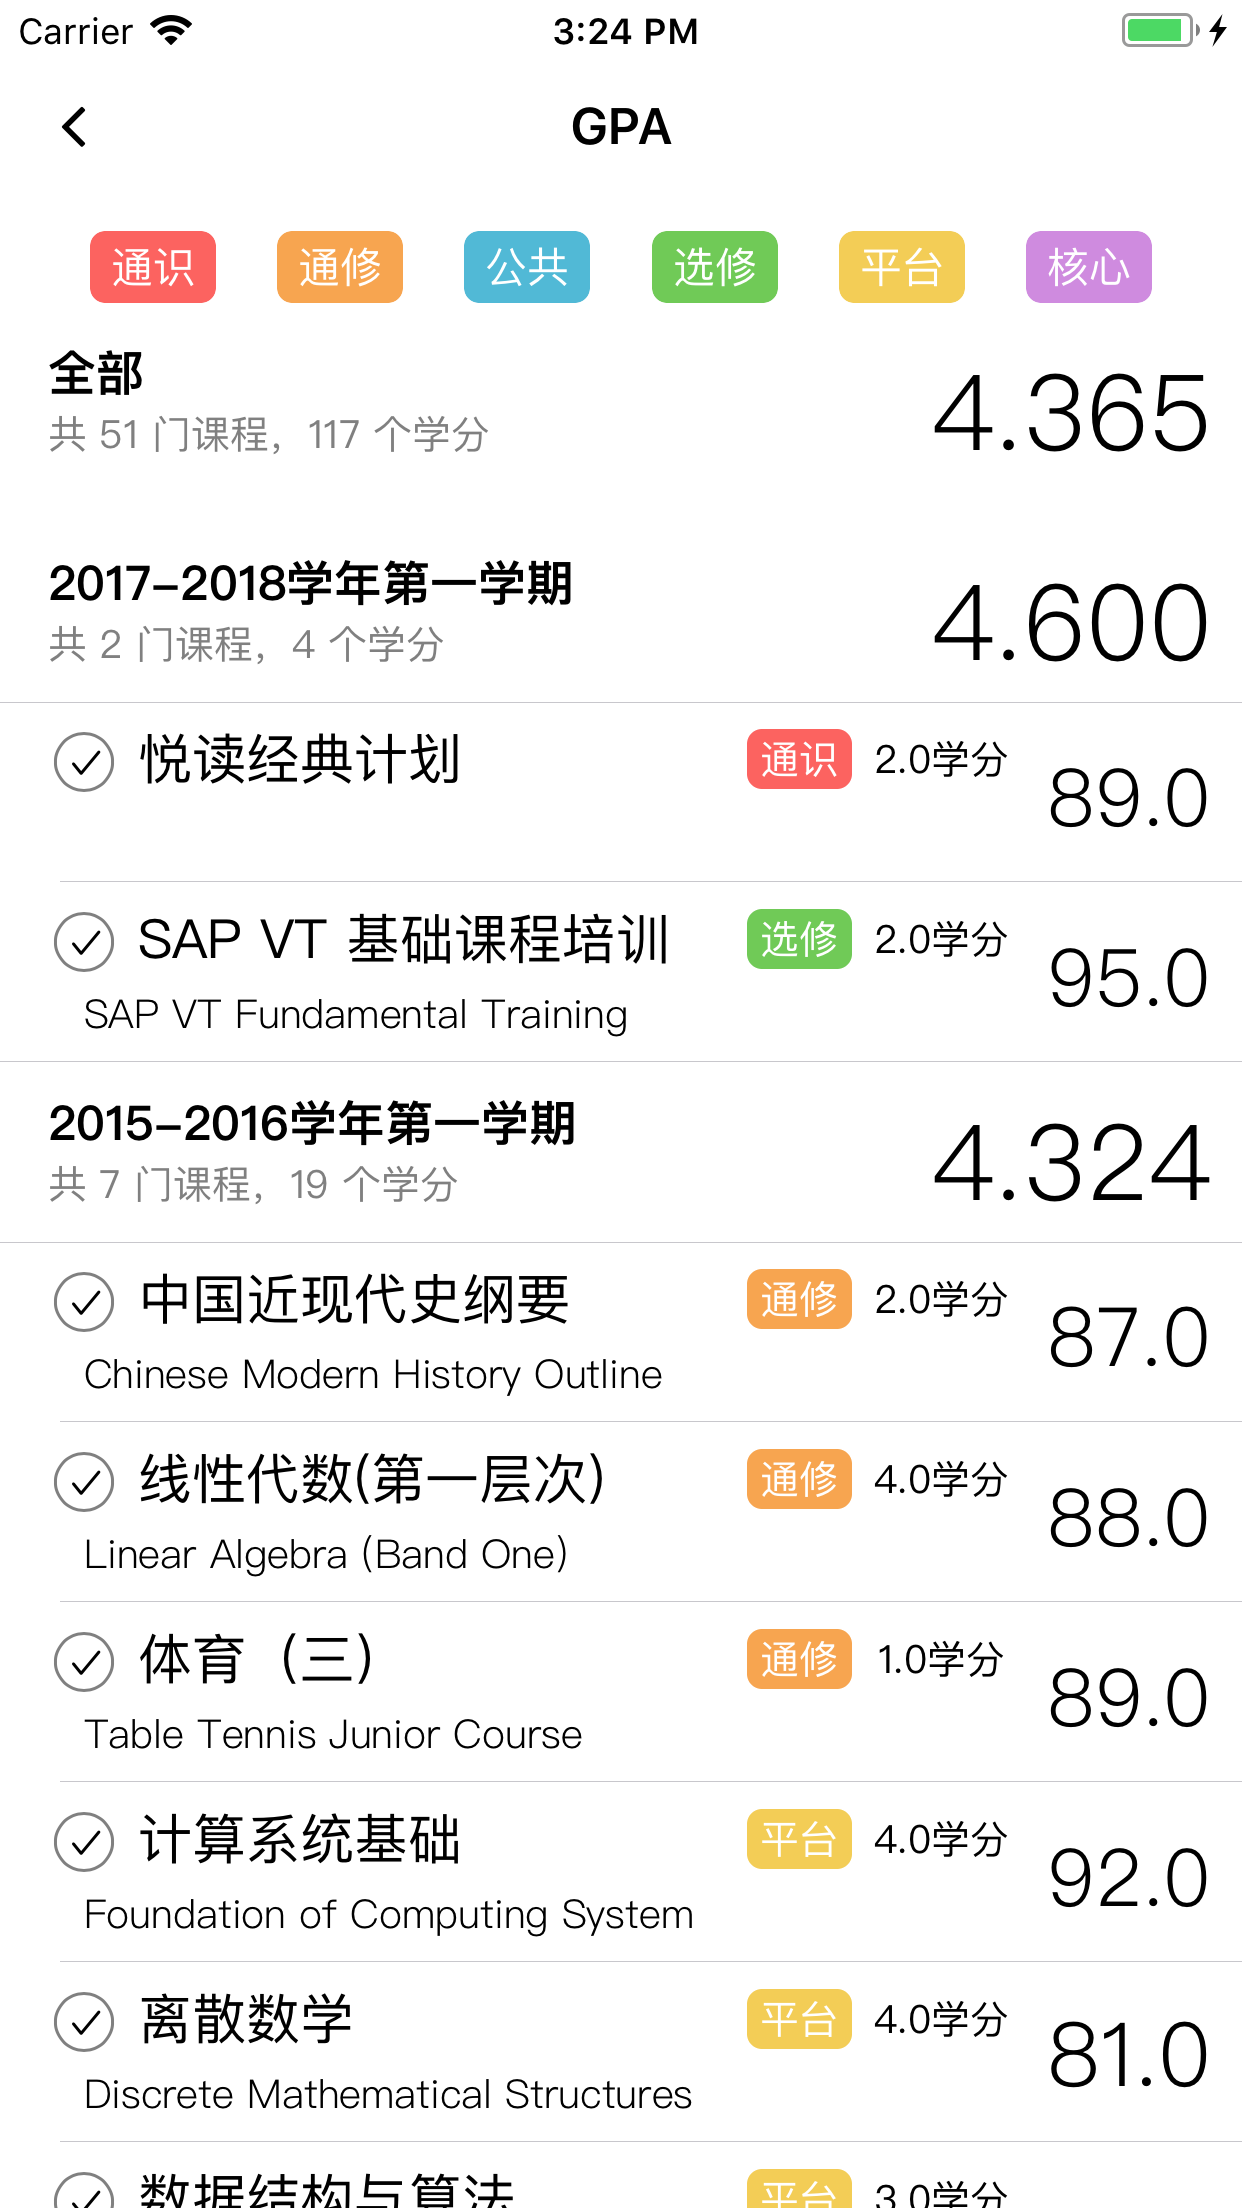 Carrier 3:24 PM
GPA
通识 通修 公共 选修 平台 核心
全部
共 51 门课程，117 个学分
4.365
2017-2018学年第一学期
共 2 门课程，4 个学分
4.600
悦读经典计划 通识 2.0学分 89.0
SAP VT 基础课程培训 选修 2.0学分 95.0
SAP VT Fundamental Training
2015-2016学年第一学期
共 7 门课程，19 个学分
4.324
中国近现代史纲要 通修 2.0学分 87.0
Chinese Modern History Outline
线性代数(第一层次) 通修 4.0学分 88.0
Linear Algebra (Band One)
体育（三） 通修 1.0学分 89.0
Table Tennis Junior Course
计算系统基础 平台 4.0学分 92.0
Foundation of Computing System
离散数学 平台 4.0学分 81.0
Discrete Mathematical Structures
数据结构与算法 平台 3.0学分